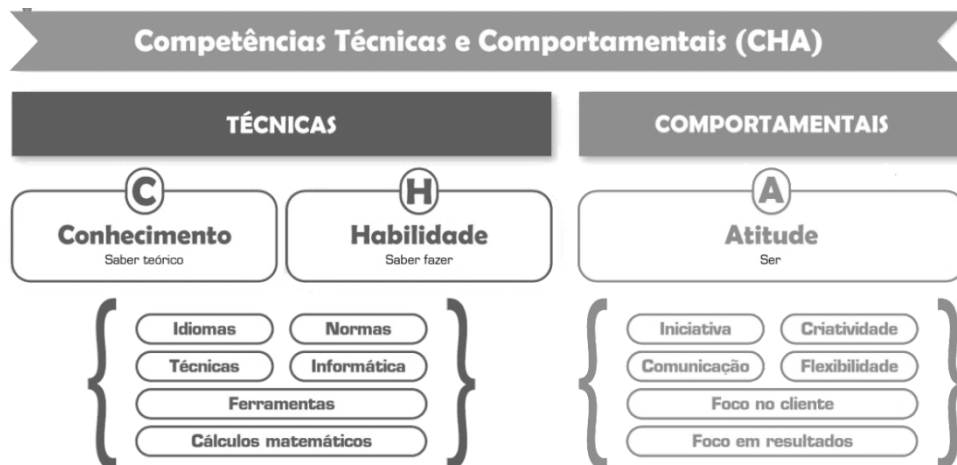 Competências Técnicas e Comportamentais (CHA)
TÉCNICAS
COMPORTAMENTAIS
C
Conhecimento
Saber teórico
H
Habilidade
Saber fazer
A
Atitude
Ser
Idiomas
Normas
Técnicas
Informática
Ferramentas
Cálculos matemáticos
Iniciativa
Criatividade
Comunicação
Flexibilidade
Foco no cliente
Foco em resultados